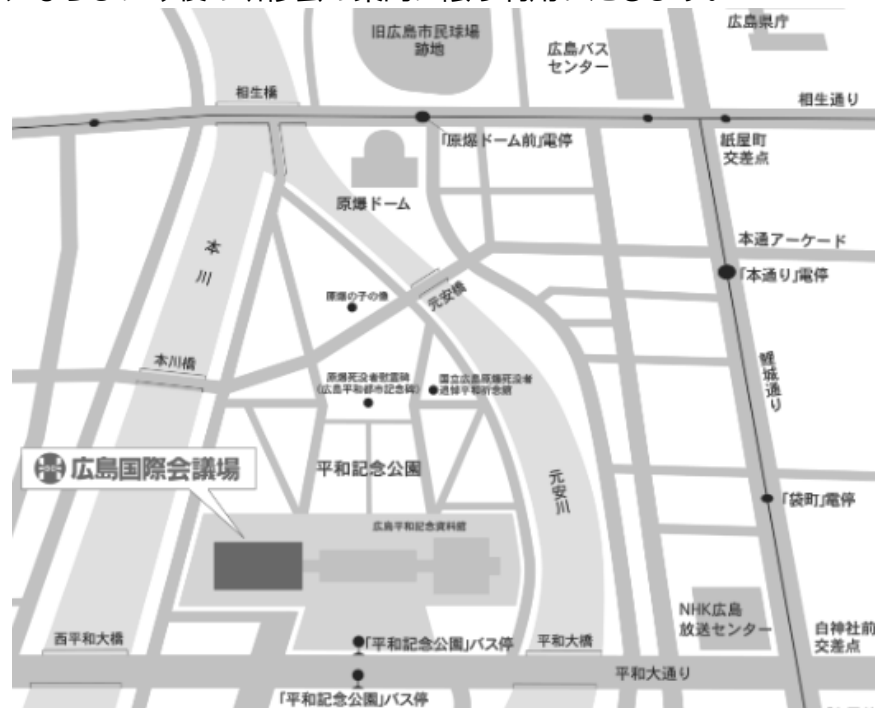 旧広島市民球場
跡地
広島バス
センター
広島県庁
相生橋
相生通り
「原爆ドーム前」電停
紙屋町
交差点
原爆ドーム
本川
本通アーケード
「本通り」電停
原爆の子の像
元安橋
本川橋
原爆死没者慰霊碑
(広島平和都市記念碑)
国立広島原爆死没者
追悼平和祈念館
鯉城通り
広島国際会議場
平和記念公園
元安川
「袋町」電停
広島平和記念資料館
NHK広島
放送センター
白神社前
交差点
西平和大橋
「平和記念公園」バス停
平和大橋
平和大通り
「平和記念公園」バス停